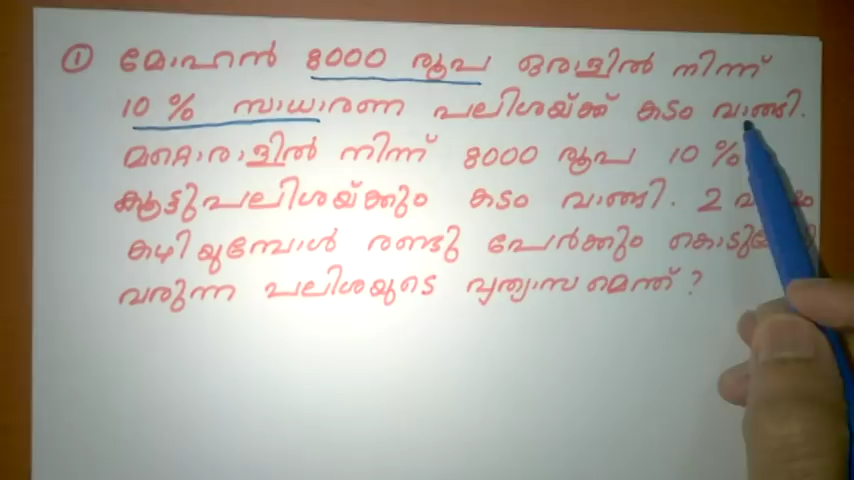 ① മോഹൻ 8000 രൂപ ഒരാളിൽ നിന്ന്
10 % സാധാരണ പലിശയ്ക്ക് കടം വാങ്ങി.
മറ്റൊരാളിൽ നിന്ന് 8000 രൂപ 10 %
കൂട്ടുപലിശയ്ക്കും കടം വാങ്ങി. 2
കഴിയുമ്പോൾ രണ്ടു പേർക്കും
വരുന്ന പലിശയുടെ വ്യത്യാസമെന്ത് ?